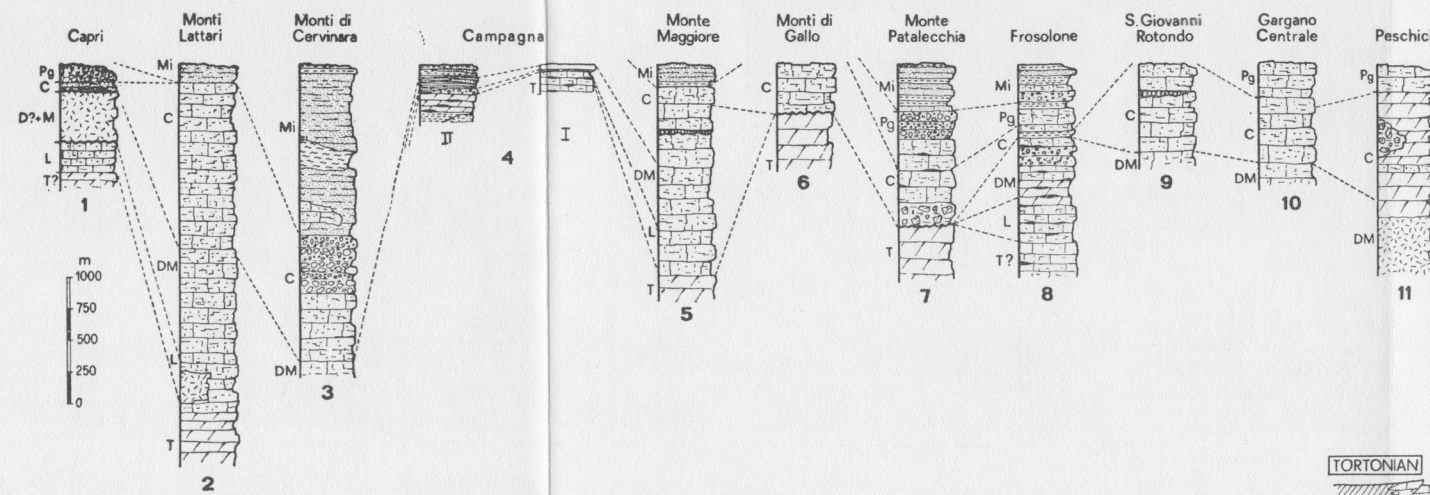 Capri
Monti Lattari
Monti di Cervinara
Campagna
Monte Maggiore
Monti di Gallo
Monte Patalecchia
Frosolone
S. Giovanni Rotondo
Gargano Centrale
Peschic
Pg
C
D?+M
L
T?
1
Mi
C
DM
L
T
2
Mi
C
DM
3
II
4
I
T
Mi
C
DM
L
T
5
C
T
6
Mi
Pg
C
T
7
Mi
Pg
C
DM
L
T?
8
C
DM
9
Pg
C
DM
10
Pg
C
DM
11
m
1000
750
500
250
0
TORTONIAN